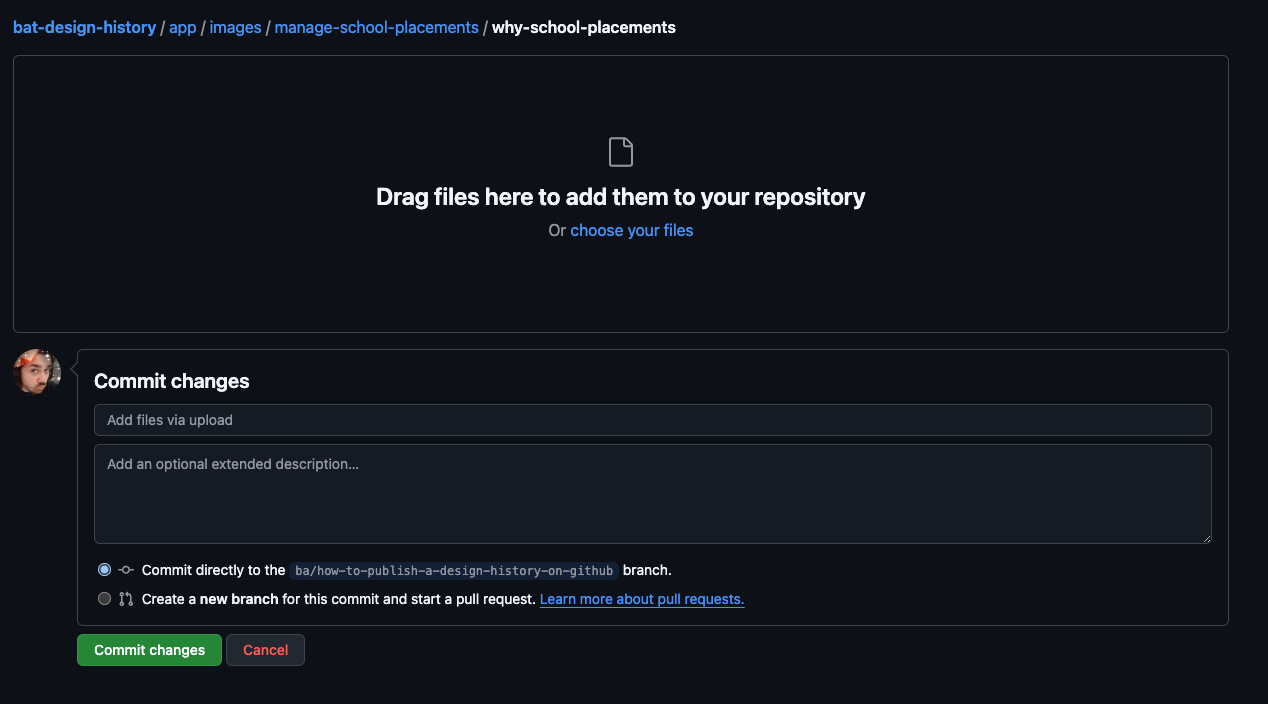 bat-design-history / app / images / manage-school-placements / why-school-placements
Drag files here to add them to your repository
Or choose your files
Commit changes
Add files via upload
Add an optional extended description...
Commit directly to the ba/how-to-publish-a-design-history-on-github branch.
Create a new branch for this commit and start a pull request. Learn more about pull requests.
Commit changes Cancel